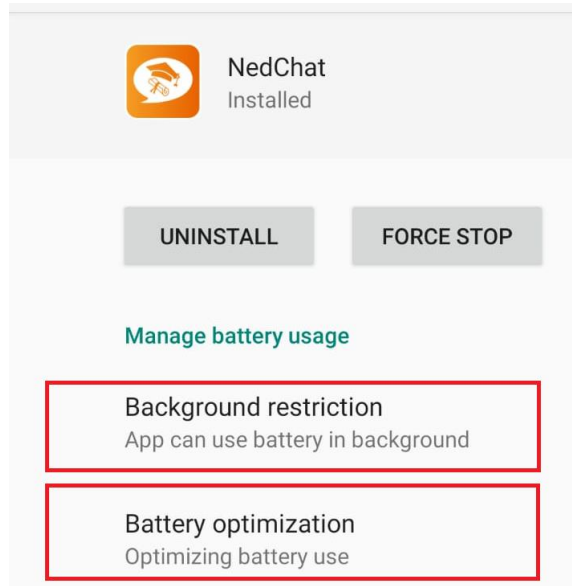 NedChat
Installed
UNINSTALL FORCE STOP
Manage battery usage
Background restriction
App can use battery in background
Battery optimization
Optimizing battery use